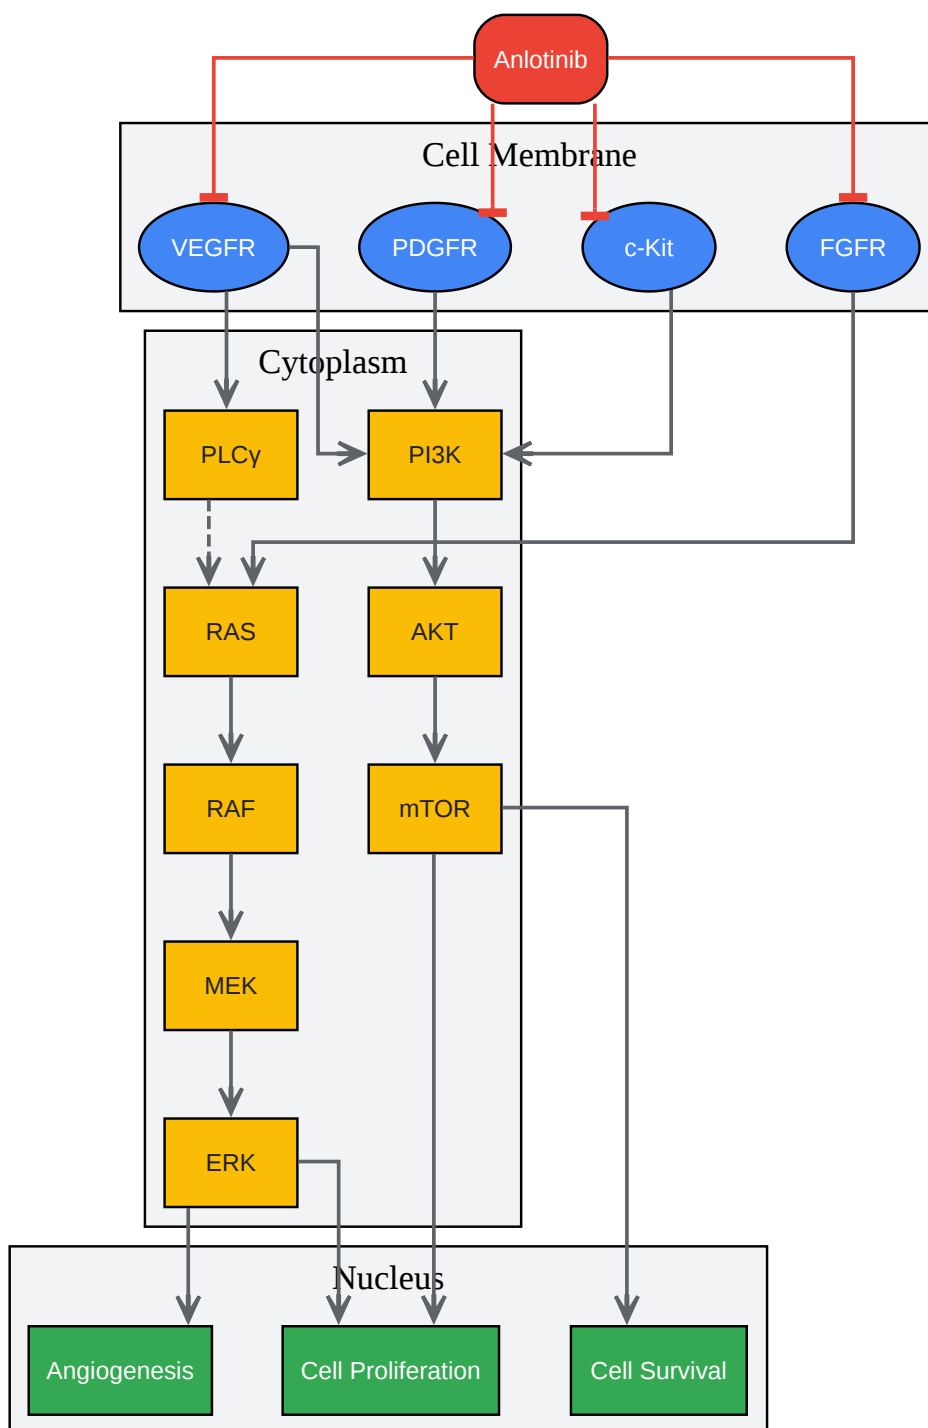 Anlotinib
Cell Membrane
VEGFR
PDGFR
c-Kit
FGFR
Cytoplasm
PLCγ
PI3K
RAS
AKT
RAF
mTOR
MEK
ERK
Nucleus
Angiogenesis
Cell Proliferation
Cell Survival